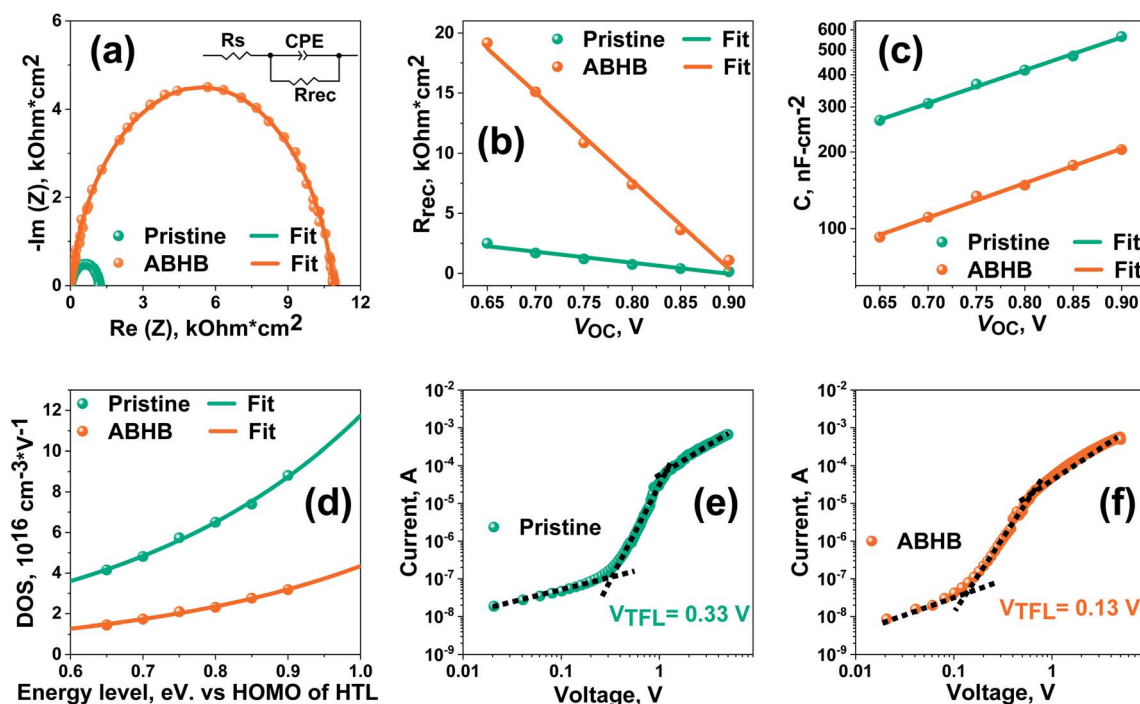 (a)
Rs
CPE
Rrec
Pristine Fit
ABHB Fit
6
4
2
0
0 3 6 9 12
-Im (Z), kOhm*cm2
Re (Z), kOhm*cm2
(b)
Pristine Fit
ABHB Fit
25
20
15
10
5
0
0.65 0.70 0.75 0.80 0.85 0.90
Rrec, kOhm*cm2
VOC, V
(c)
600
500
400
300
200
100
Pristine Fit
ABHB Fit
0.65 0.70 0.75 0.80 0.85 0.90
C, nF-cm-2
VOC, V
(d)
Pristine Fit
ABHB Fit
12
10
8
6
4
2
0
0.6 0.7 0.8 0.9 1.0
DOS, 1016 cm-3*V-1
Energy level, eV. vs HOMO of HTL
(e)
10-2
10-3
10-4
10-5
10-6
10-7
10-8
10-9
Pristine
VTFL= 0.33 V
0.01 0.1 1
Current, A
Voltage, V
(f)
10-2
10-3
10-4
10-5
10-6
10-7
10-8
10-9
ABHB
VTFL= 0.13 V
0.01 0.1 1
Current, A
Voltage, V